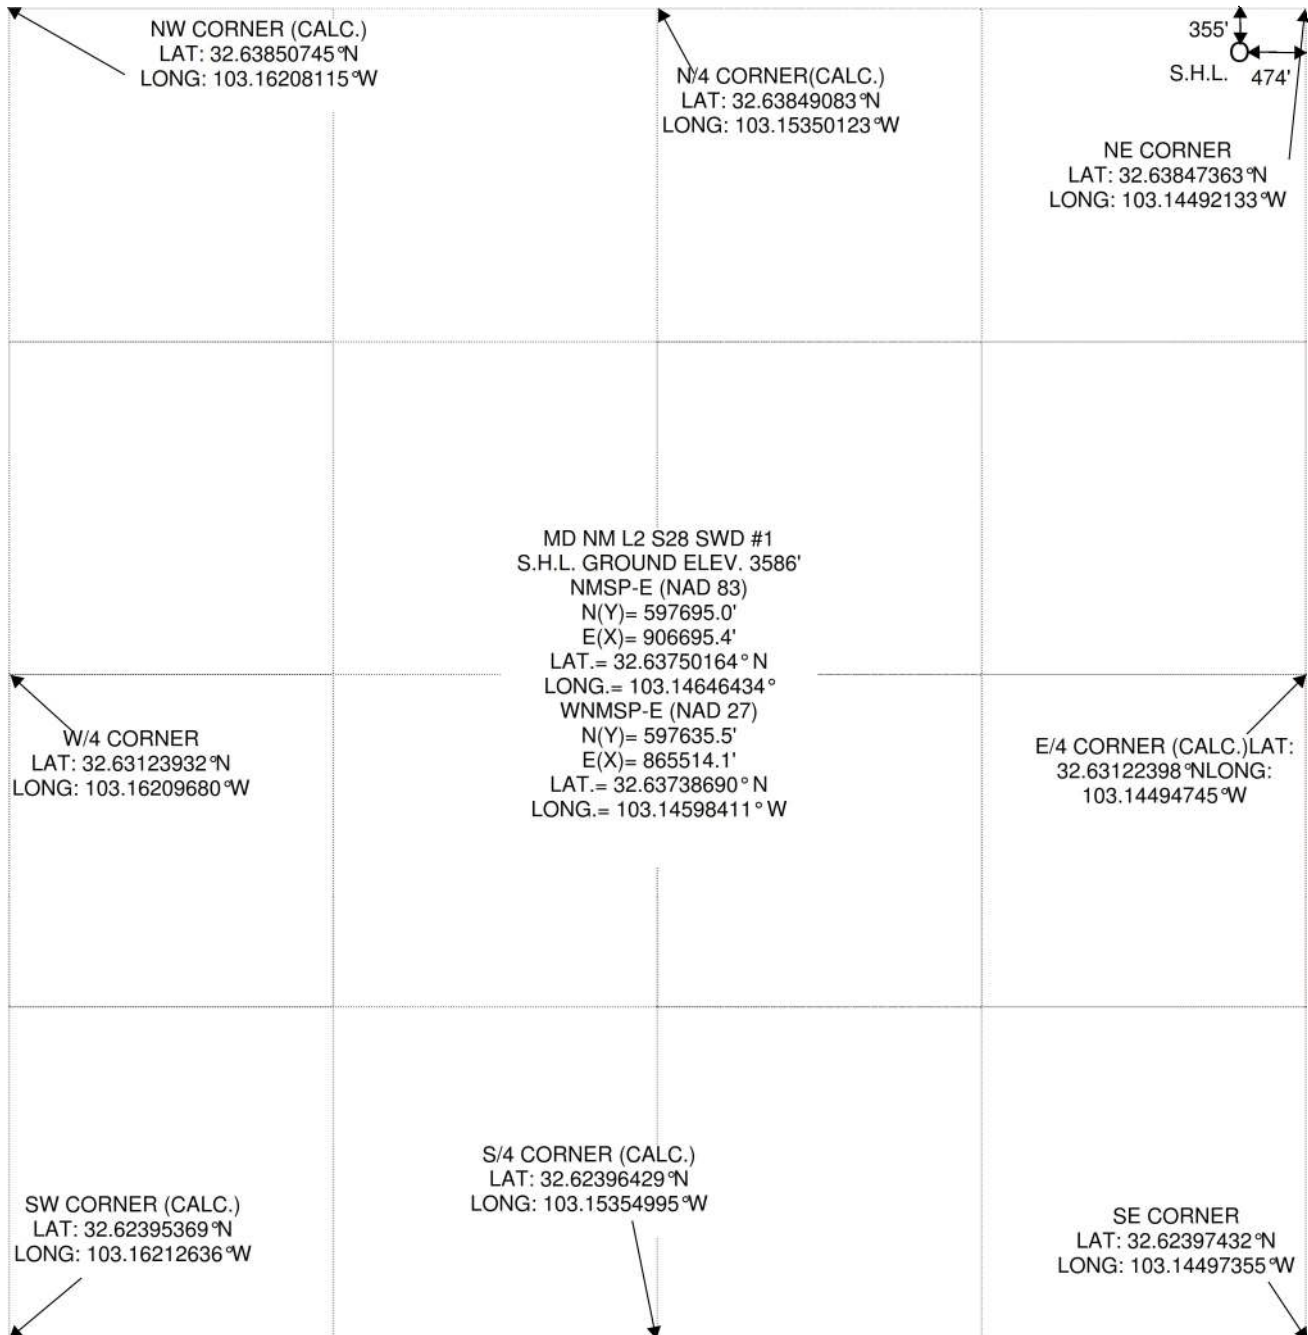 NW CORNER (CALC.)
LAT: 32.63850745°N
LONG: 103.16208115°W
N/4 CORNER(CALC.)
LAT: 32.63849083°N
LONG: 103.15350123°W
355'
S.H.L.
474'
NE CORNER
LAT: 32.63847363°N
LONG: 103.14492133°W
MD NM L2 S28 SWD #1
S.H.L. GROUND ELEV. 3586'
NMSP-E (NAD 83)
N(Y)= 597695.0'
E(X)= 906695.4'
LAT.= 32.63750164° N
LONG.= 103.14646434°
WNMSP-E (NAD 27)
N(Y)= 597635.5'
E(X)= 865514.1'
LAT.= 32.63738690° N
LONG.= 103.14598411° W
W/4 CORNER
LAT: 32.63123932°N
LONG: 103.16209680°W
E/4 CORNER (CALC.)LAT:
32.63122398°NLONG:
103.14494745°W
S/4 CORNER (CALC.)
LAT: 32.62396429°N
LONG: 103.15354995°W
SW CORNER (CALC.)
LAT: 32.62395369°N
LONG: 103.16212636°W
SE CORNER
LAT: 32.62397432°N
LONG: 103.14497355°W